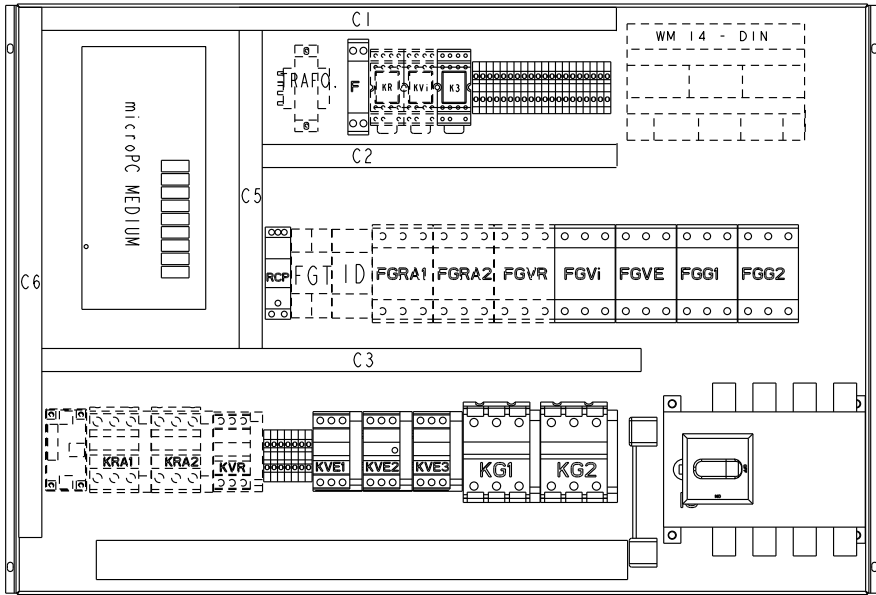 C1
WM 14 - DIN
TRAFO.
F
KR
KVi
K3
microPC MEDIUM
C2
C5
C6
RCP
FGT
ID
FGRA1
FGRA2
FGVR
FGVi
FGVE
FGG1
FGG2
C3
KRA1
KRA2
KVR
KVE1
KVE2
KVE3
KG1
KG2